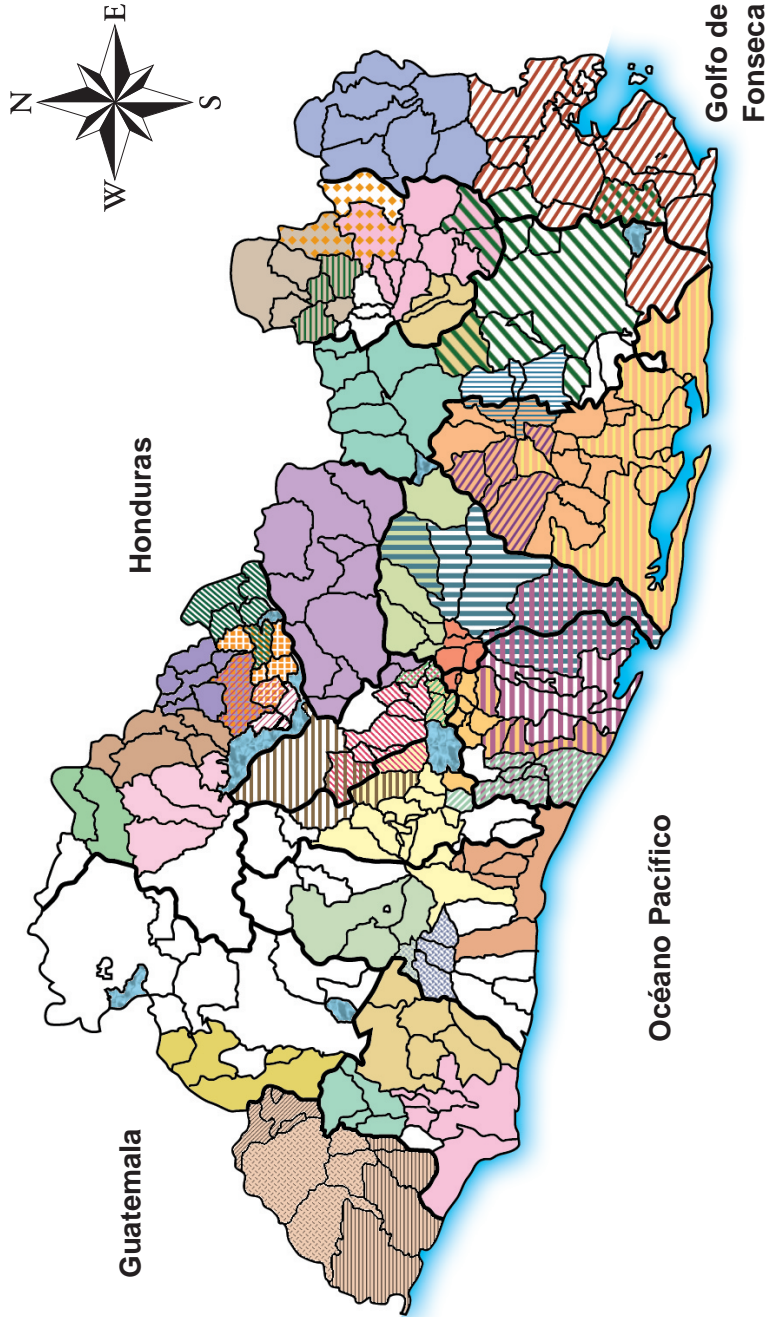 N
E
W
S
Honduras
Guatemala
Golfo de
Fonseca
Océano Pacífico